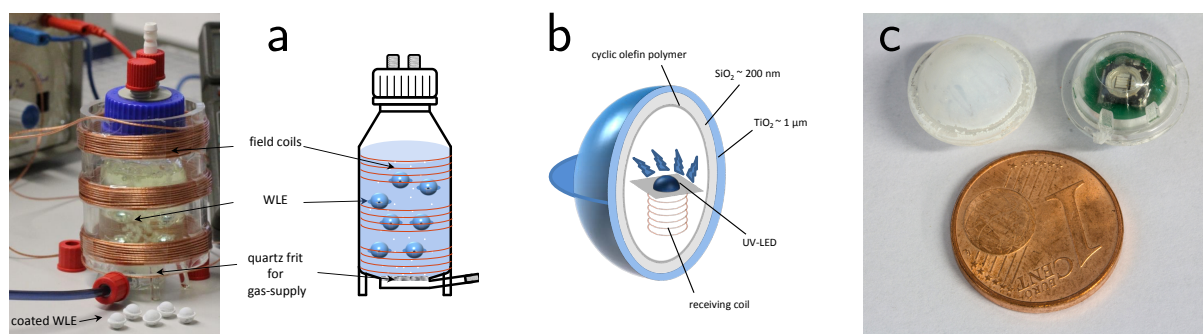 a
field coils
WLE
quartz frit
for
gas-supply
coated WLE
b
cyclic olefin polymer
SiO₂ ~ 200 nm
TiO₂ ~ 1 µm
UV-LED
receiving coil
c
1
EURO
CENT